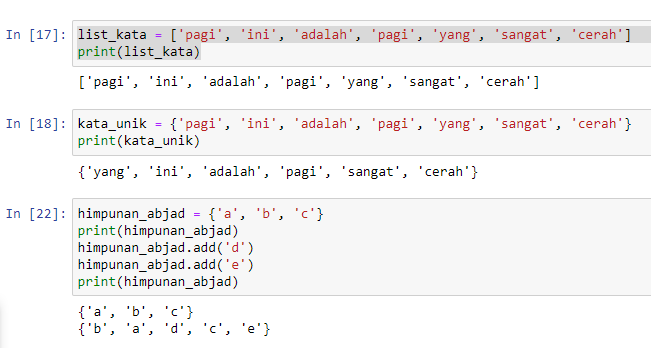 In [17]: list_kata = ['pagi', 'ini', 'adalah', 'pagi', 'yang', 'sangat', 'cerah']
print(list_kata)
['pagi', 'ini', 'adalah', 'pagi', 'yang', 'sangat', 'cerah']
In [18]: kata_unik = {'pagi', 'ini', 'adalah', 'pagi', 'yang', 'sangat', 'cerah'}
print(kata_unik)
{'yang', 'ini', 'adalah', 'pagi', 'sangat', 'cerah'}
In [22]: himpunan_abjad = {'a', 'b', 'c'}
print(himpunan_abjad)
himpunan_abjad.add('d')
himpunan_abjad.add('e')
print(himpunan_abjad)
{'a', 'b', 'c'}
{'b', 'a', 'd', 'c', 'e'}